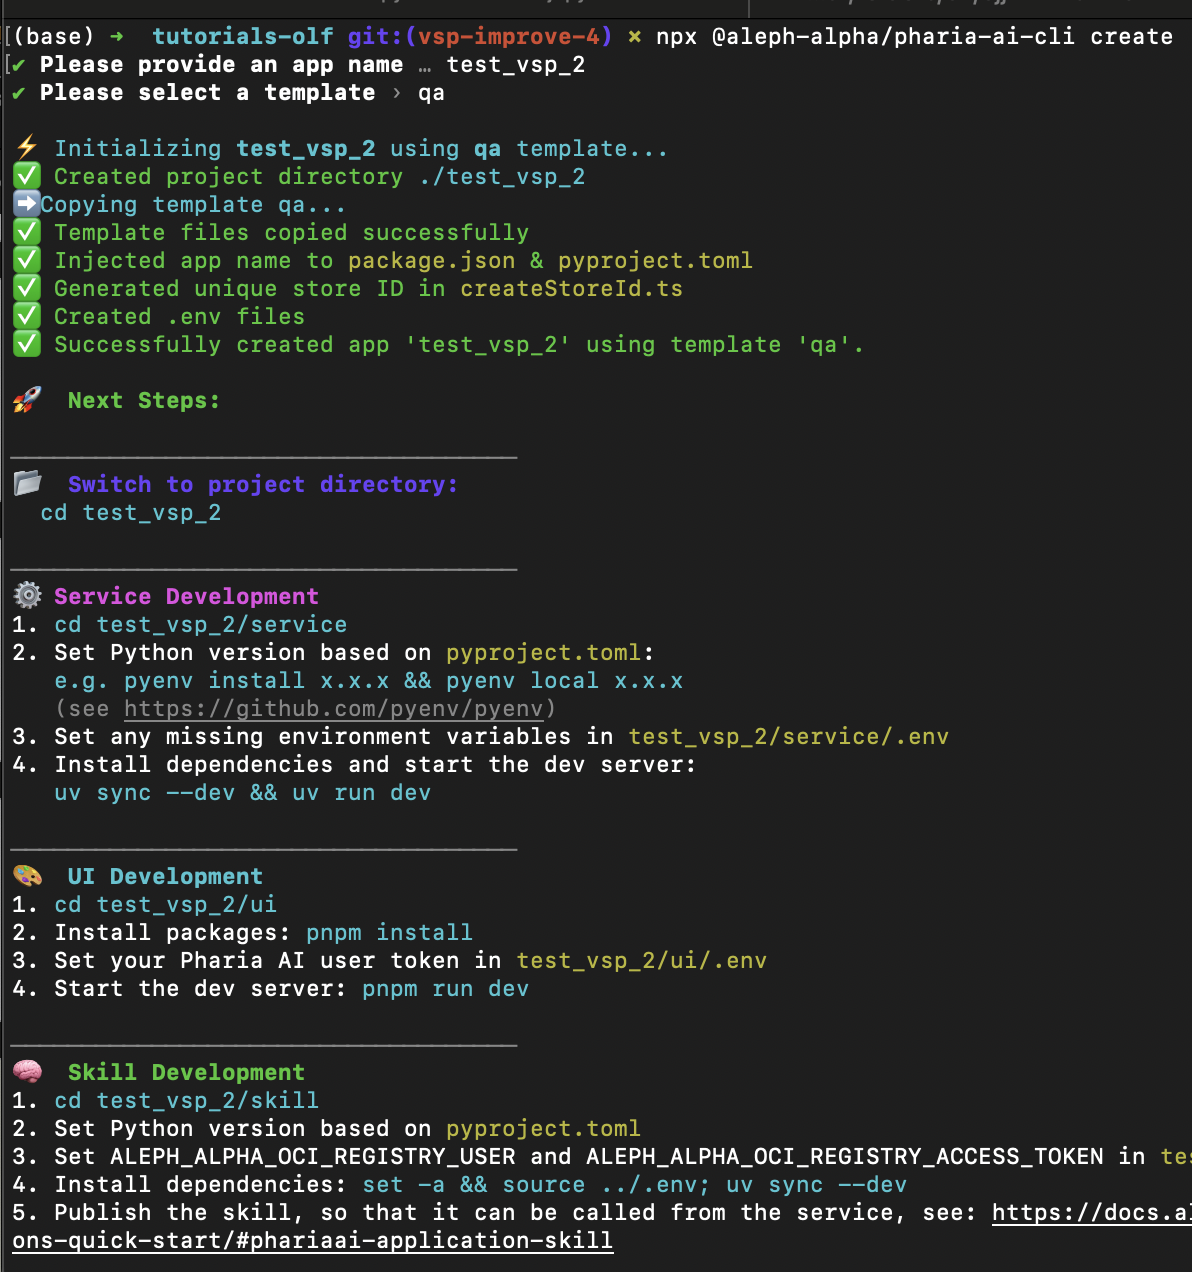 (base) ➜ tutorials-olf git:(vsp-improve-4) ✗ npx @aleph-alpha/pharia-ai-cli create
✔ Please provide an app name … test_vsp_2
✔ Please select a template › qa
⚡ Initializing test_vsp_2 using qa template...
✅ Created project directory ./test_vsp_2
➡️Copying template qa...
✅ Template files copied successfully
✅ Injected app name to package.json & pyproject.toml
✅ Generated unique store ID in createStoreId.ts
✅ Created .env files
✅ Successfully created app 'test_vsp_2' using template 'qa'.
🚀 Next Steps:
📂 Switch to project directory:
cd test_vsp_2
⚙️ Service Development
1. cd test_vsp_2/service
2. Set Python version based on pyproject.toml:
e.g. pyenv install x.x.x && pyenv local x.x.x
(see https://github.com/pyenv/pyenv)
3. Set any missing environment variables in test_vsp_2/service/.env
4. Install dependencies and start the dev server:
uv sync --dev && uv run dev
🎨 UI Development
1. cd test_vsp_2/ui
2. Install packages: pnpm install
3. Set your Pharia AI user token in test_vsp_2/ui/.env
4. Start the dev server: pnpm run dev
🧠 Skill Development
1. cd test_vsp_2/skill
2. Set Python version based on pyproject.toml
3. Set ALEPH_ALPHA_OCI_REGISTRY_USER and ALEPH_ALPHA_OCI_REGISTRY_ACCESS_TOKEN in tes
4. Install dependencies: set -a && source ../.env; uv sync --dev
5. Publish the skill, so that it can be called from the service, see: https://docs.al
ons-quick-start/#phariaai-application-skill